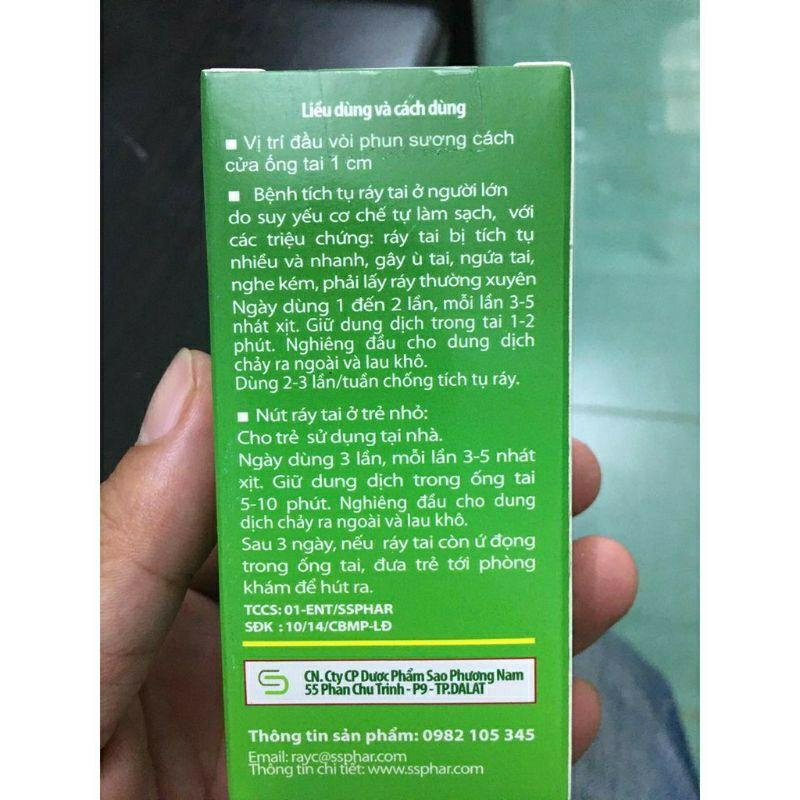 Liều dùng và cách dùng
■ Vị trí đầu vòi phun sương cách
cửa ống tai 1 cm
■ Bệnh tích tụ ráy tai ở người lớn
do suy yếu cơ chế tự làm sạch, với
các triệu chứng: ráy tai bị tích tụ
nhiều và nhanh, gây ù tai, ngứa tai,
nghe kém, phải lấy ráy thường xuyên
Ngày dùng 1 đến 2 lần, mỗi lần 3-5
nhát xịt. Giữ dung dịch trong tai 1-2
phút. Nghiêng đầu cho dung dịch
chảy ra ngoài và lau khô.
Dùng 2-3 lần/tuần chống tích tụ ráy.
■ Nút ráy tai ở trẻ nhỏ:
Cho trẻ sử dụng tại nhà.
Ngày dùng 3 lần, mỗi lần 3-5 nhát
xịt. Giữ dung dịch trong ống tai
5-10 phút. Nghiêng đầu cho dung
dịch chảy ra ngoài và lau khô.
Sau 3 ngày, nếu ráy tai còn ứ đọng
trong ống tai, đưa trẻ tới phòng
khám để hút ra.
TCCS: 01-ENT/SSPHAR
SĐK : 10/14/CBMP-LĐ
CN. Cty CP Dược Phẩm Sao Phương Nam
55 Phan Chu Trinh - P9 - TP.DALAT
Thông tin sản phẩm: 0982 105 345
Email: rayc@ssphar.com
Thông tin chi tiết: www.ssphar.com